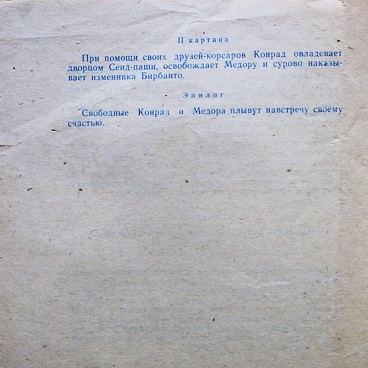 II картина
При помощи своих друзей-корсаров Конрад овладевает
дворцом Сеид-паши, освобождает Медору и сурово наказы-
вает изменника Бирбанто.
Эпилог
Свободные Конрад и Медора плывут навстречу своему
счастью.